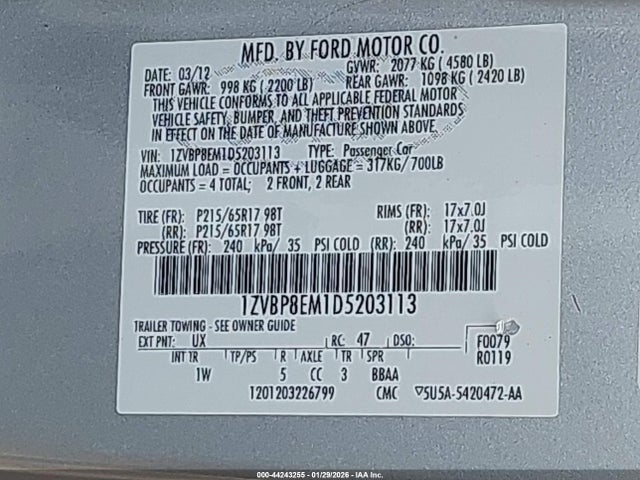 MFD. BY FORD MOTOR CO.
DATE: 03/12 GVWR: 2077 KG ( 4580 LB)
FRONT GAWR: 998 KG ( 2200 LB) REAR GAWR: 1098 KG ( 2420 LB)
THIS VEHICLE CONFORMS TO ALL APPLICABLE FEDERAL MOTOR
VEHICLE SAFETY, BUMPER, AND THEFT PREVENTION STANDARDS
IN EFFECT ON THE DATE OF MANUFACTURE SHOWN ABOVE.
VIN: 1ZVBP8EM1D5203113 TYPE: Passenger Car
MAXIMUM LOAD = OCCUPANTS + LUGGAGE = 317KG/700LB
OCCUPANTS = 4 TOTAL; 2 FRONT, 2 REAR
TIRE (FR): P215/65R17 98T RIMS (FR): 17x7.0J
(RR): P215/65R17 98T (RR): 17x7.0J
PRESSURE (FR): 240 kPa/ 35 PSI COLD (RR): 240 kPa/ 35 PSI COLD
1ZVBP8EM1D5203113
TRAILER TOWING - SEE OWNER GUIDE
EXT PNT: UX RC: 47 DSO: F0079
INT TR TP/PS R AXLE TR SPR R0119
1W 5 CC 3 BBAA
1201203226799 CMC ▽5U5A-5420472-AA
000-44243255 - 01/29/2026 - IAA Inc.